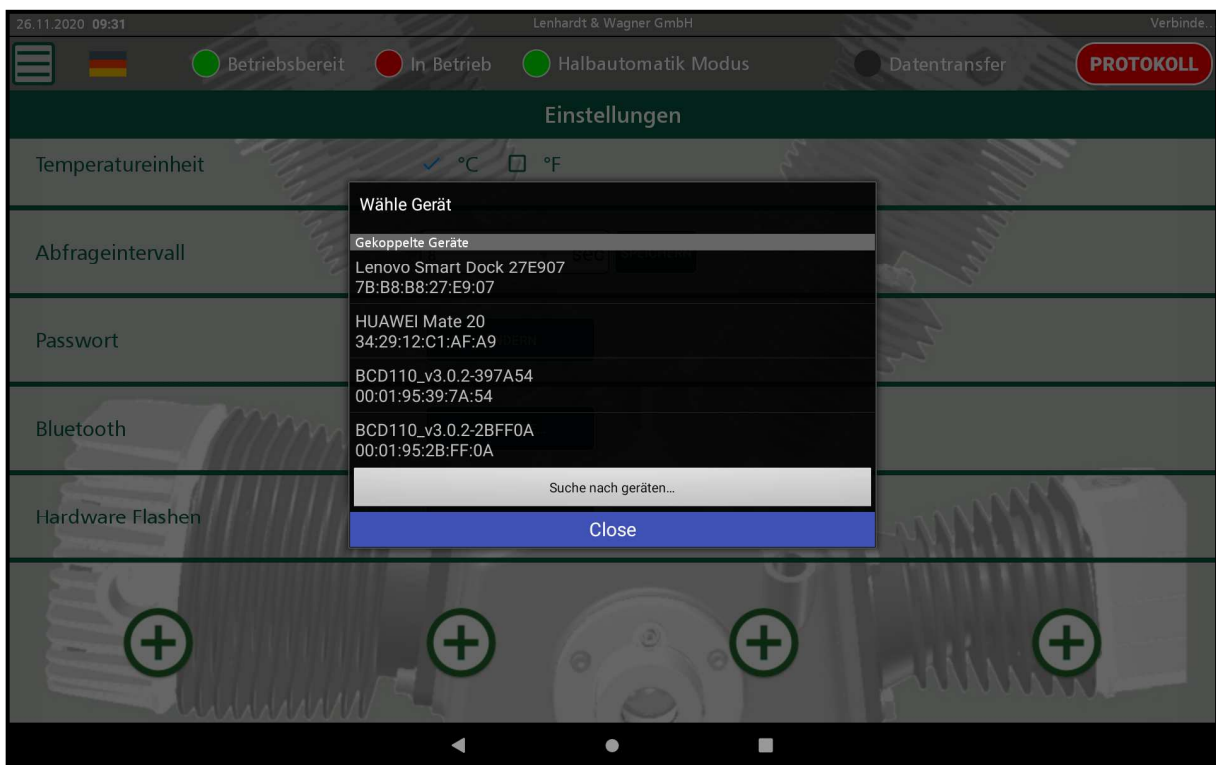 26.11.2020 09:31 Lenhardt & Wagner GmbH Verbinde..
Betriebsbereit In Betrieb Halbautomatik Modus Datentransfer PROTOKOLL
Einstellungen
Temperatureinheit °C °F
Wähle Gerät
Gekoppelte Geräte
Abfrageintervall
Lenovo Smart Dock 27E907
7B:B8:B8:27:E9:07
HUAWEI Mate 20
Passwort
34:29:12:C1:AF:A9
BCD110_v3.0.2-397A54
00:01:95:39:7A:54
Bluetooth
BCD110_v3.0.2-2BFF0A
00:01:95:2B:FF:0A
Suche nach geräten...
Hardware Flashen
Close